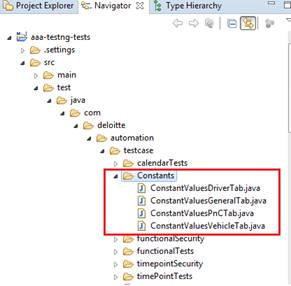 Project Explorer Navigator Type Hierarchy
aaa-testng-tests
.settings
src
main
test
java
com
deloitte
automation
testcase
calendarTests
Constants
ConstantValuesDriverTab.java
ConstantValuesGeneralTab.java
ConstantValuesPnCTab.java
ConstantValuesVehicleTab.java
functionalSecurity
functionalTests
timepointSecurity
timePointTests